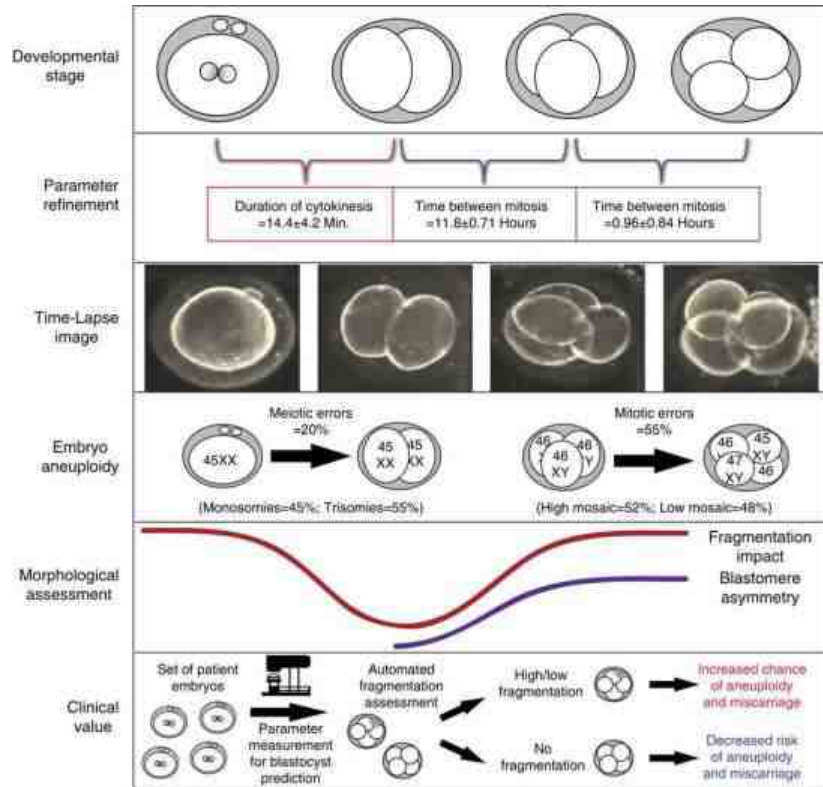 Developmental
stage
Parameter
refinement
Duration of cytokinesis
=14.4±4.2 Min.
Time between mitosis
=11.8±0.71 Hours
Time between mitosis
=0.96±0.84 Hours
Time-Lapse
image
Embryo
aneuploidy
45XX
Meiotic errors
=20%
45
XX
45
XX
(Monosomies=45%; Trisomies=55%)
46
46
46
XY
Mitotic errors
=55%
46
45
XY
47
XY
46
(High mosaic=52%; Low mosaic=48%)
Morphological
assessment
Fragmentation
impact
Blastomere
asymmetry
Clinical
value
Set of patient
embryos
Parameter
measurement
for blastocyst
prediction
Automated
fragmentation
assessment
High/low
fragmentation
No
fragmentation
Increased chance
of aneuploidy
and miscarriage
Decreased risk
of aneuploidy
and miscarriage